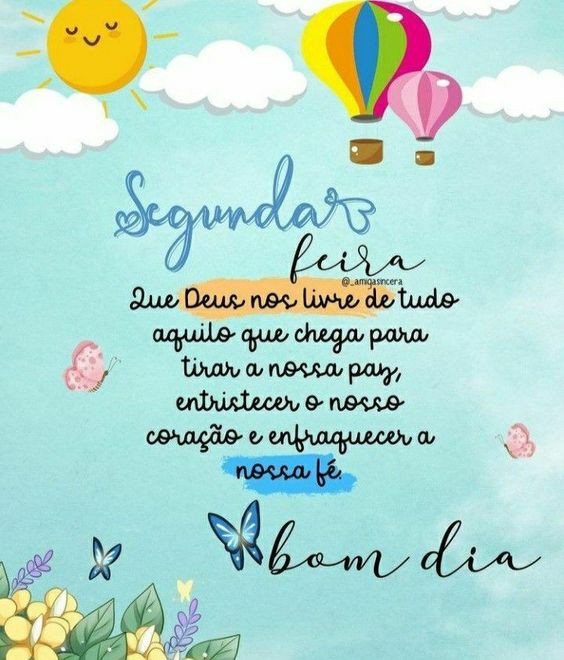 Segunda
feira
@_amigasincera
Que Deus nos livre de tudo
aquilo que chega para
tirar a nossa paz,
entristecer o nosso
coração e enfraquecer a
nossa fé.
bom dia